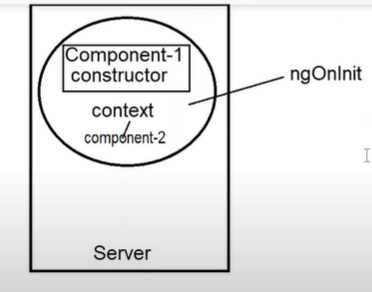 Component-1
constructor
ngOnInit
context
component-2
Server